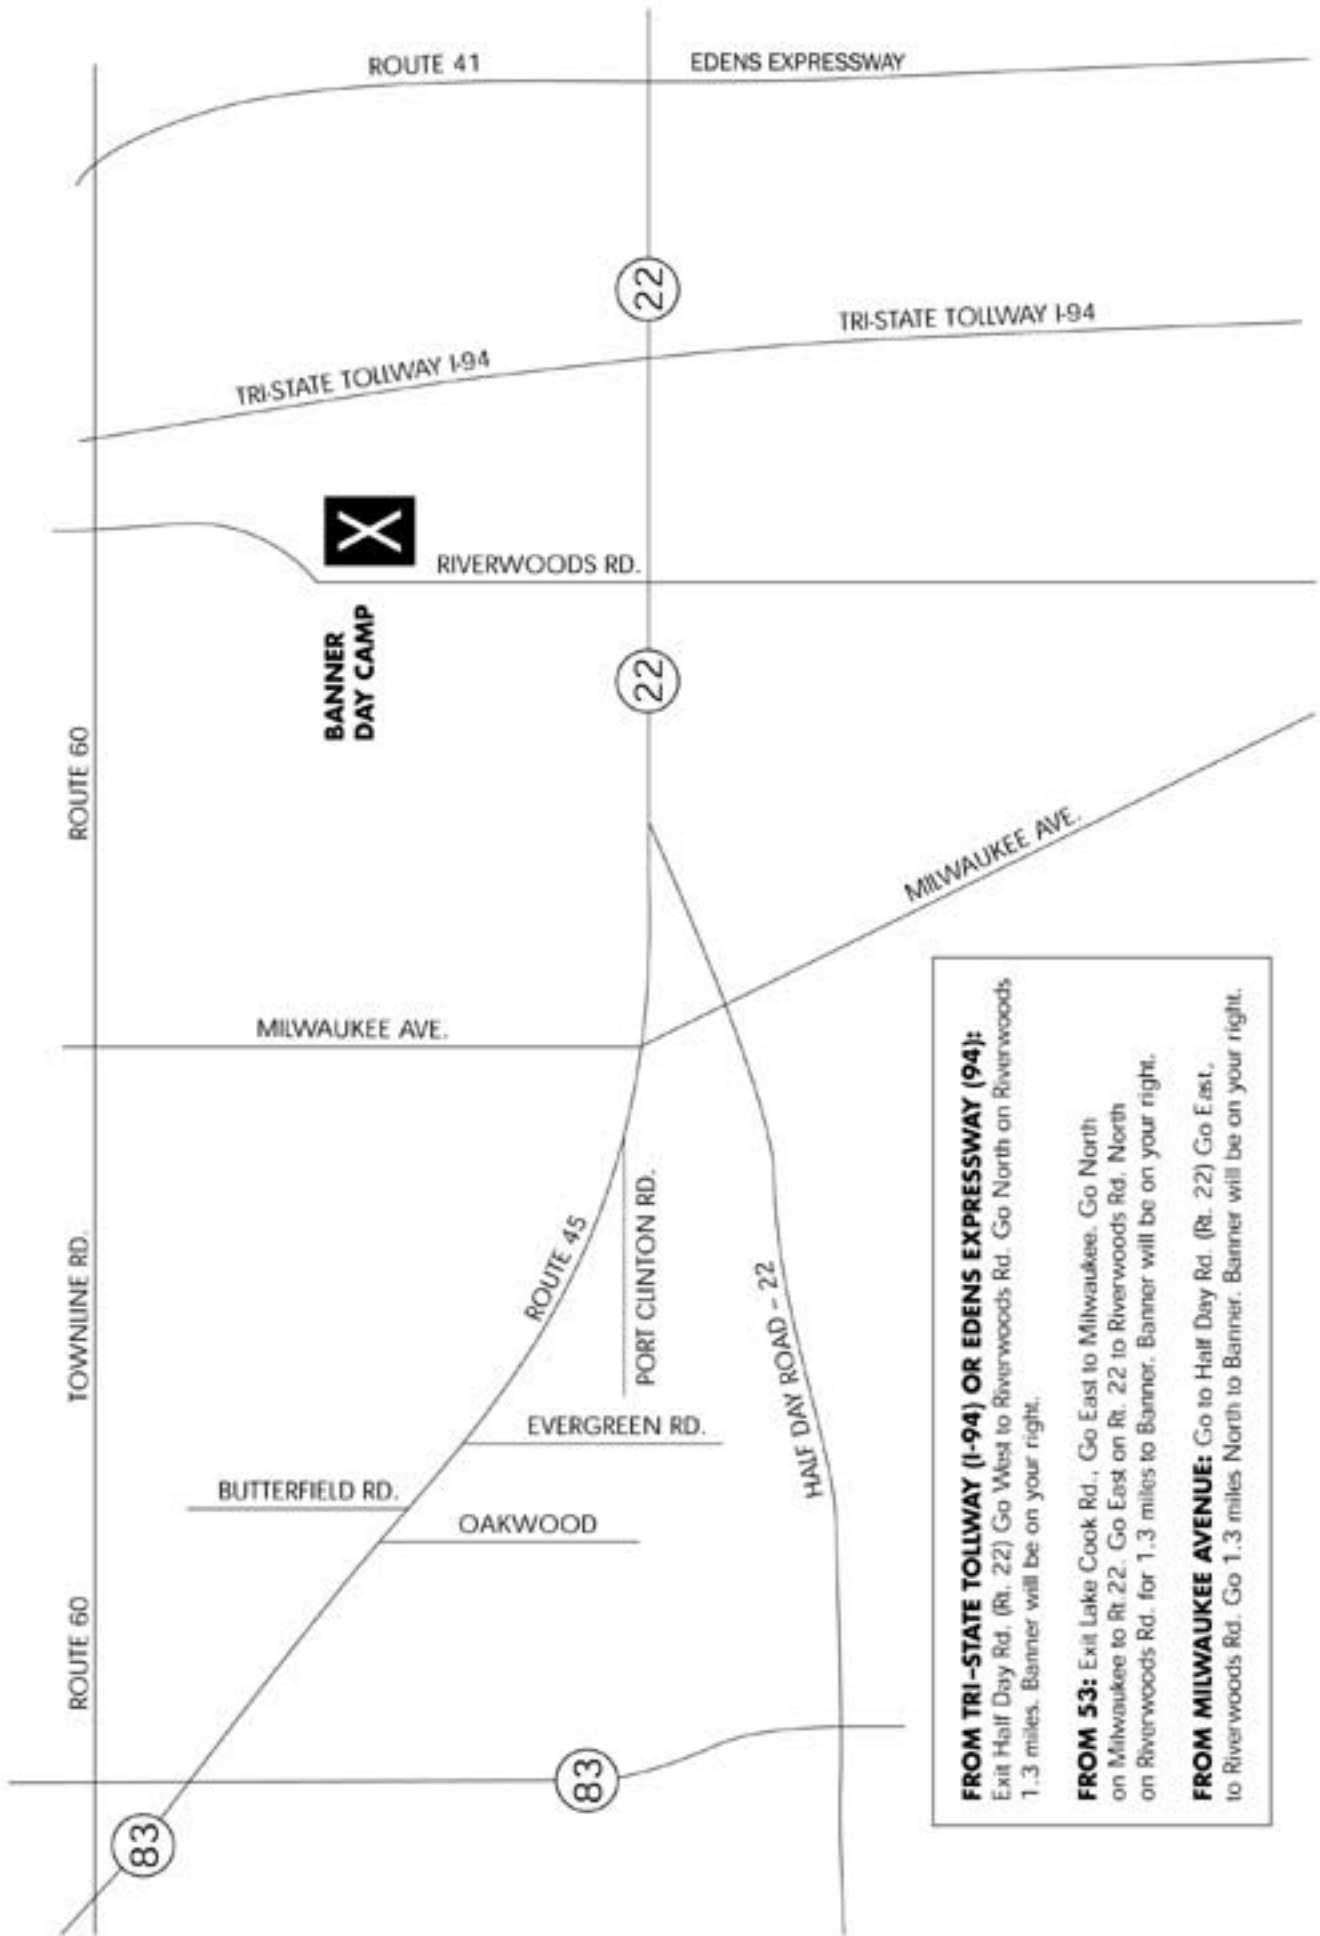 ROUTE 41
EDENS EXPRESSWAY
22
TRI-STATE TOLLWAY I-94
TRI-STATE TOLLWAY I-94
RIVERWOODS RD.
BANNER
DAY CAMP
22
ROUTE 60
MILWAUKEE AVE.
MILWAUKEE AVE.
TOWNLINE RD.
ROUTE 45
PORT CLINTON RD.
HALF DAY ROAD – 22
EVERGREEN RD.
BUTTERFIELD RD.
OAKWOOD
ROUTE 60
83
83
FROM TRI–STATE TOLLWAY (I-94) OR EDENS EXPRESSWAY (94):
Exit Half Day Rd. (Rt. 22) Go West to Riverwoods Rd. Go North on Riverwoods
1.3 miles. Banner will be on your right.
FROM 53: Exit Lake Cook Rd., Go East to Milwaukee. Go North
on Milwaukee to Rt.22. Go East on Rt. 22 to Riverwoods Rd. North
on Riverwoods Rd. for 1.3 miles to Banner. Banner will be on your right.
FROM MILWAUKEE AVENUE: Go to Half Day Rd. (Rt. 22) Go East,
to Riverwoods Rd. Go 1.3 miles North to Banner. Banner will be on your right.